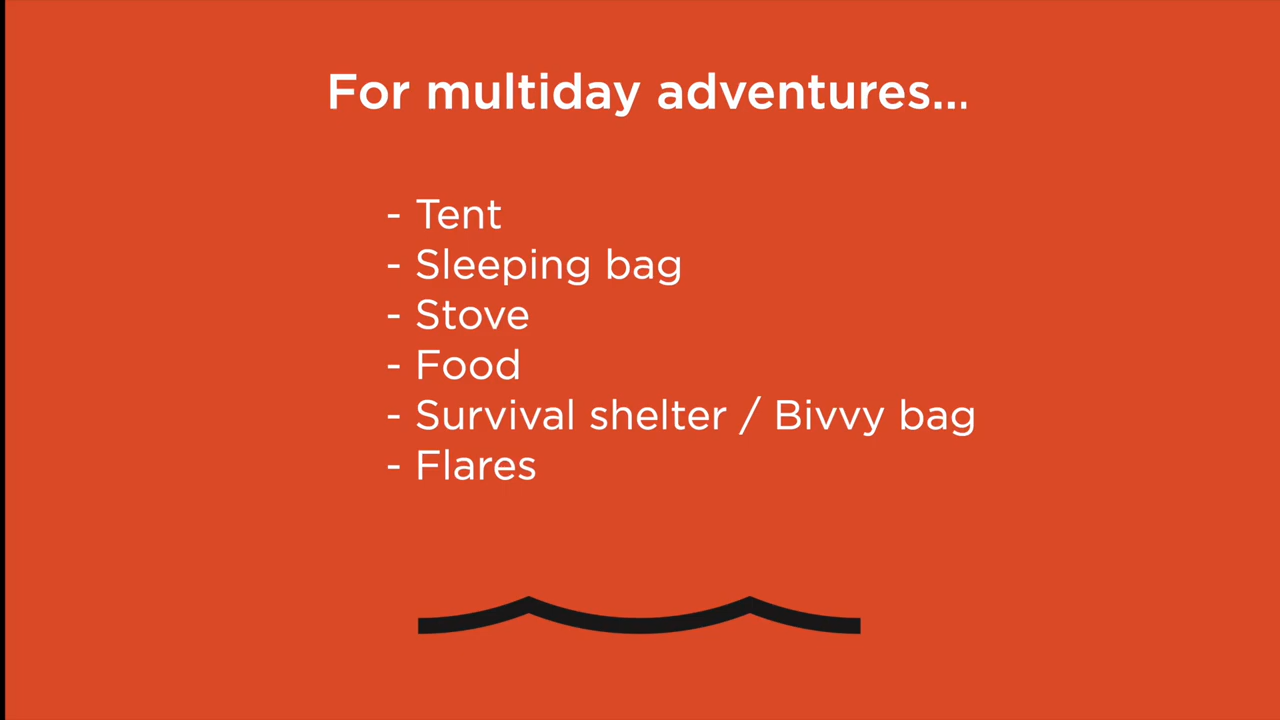 For multiday adventures...
- Tent
- Sleeping bag
- Stove
- Food
- Survival shelter / Bivvy bag
- Flares